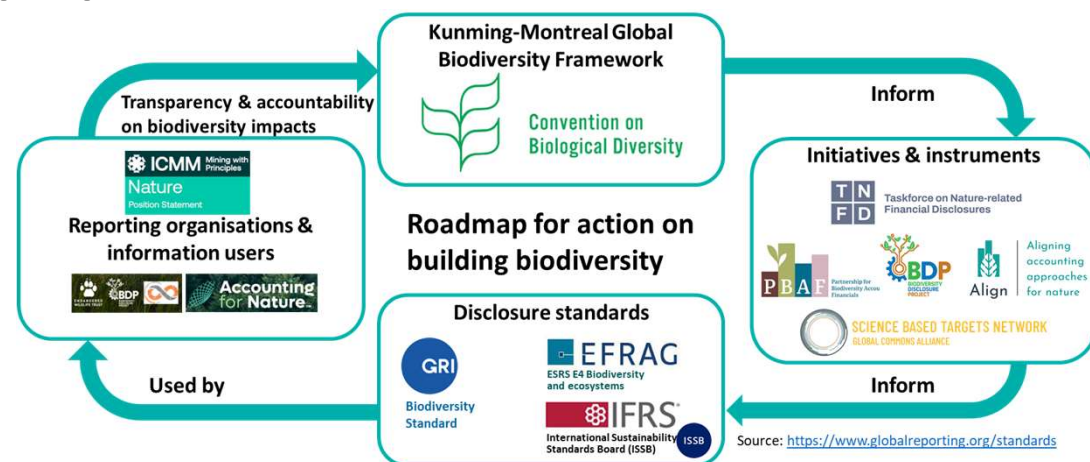 Kunming-Montreal Global
Biodiversity Framework
Convention on
Biological Diversity
Inform
Initiatives & instruments
TN
FD
Taskforce on Nature-related
Financial Disclosures
PBAF
Partnership for
Biodiversity Accou
Financials
BDP
BIODIVERSITY
DISCLOSURE
PROJECT
Align
Aligning
accounting
approaches
for nature
SCIENCE BASED TARGETS NETWORK
GLOBAL COMMONS ALLIANCE
Inform
Disclosure standards
GRI
Biodiversity
Standard
EFRAG
ESRS E4 Biodiversity
and ecosystems
IFRS
International Sustainability
Standards Board (ISSB)
ISSB
Used by
Transparency & accountability
on biodiversity impacts
ICMM
Mining with
Principles
Nature
Position Statement
Reporting organisations &
information users
BDP
Accounting
for Nature
Roadmap for action on
building biodiversity
Source: https://www.globalreporting.org/standards